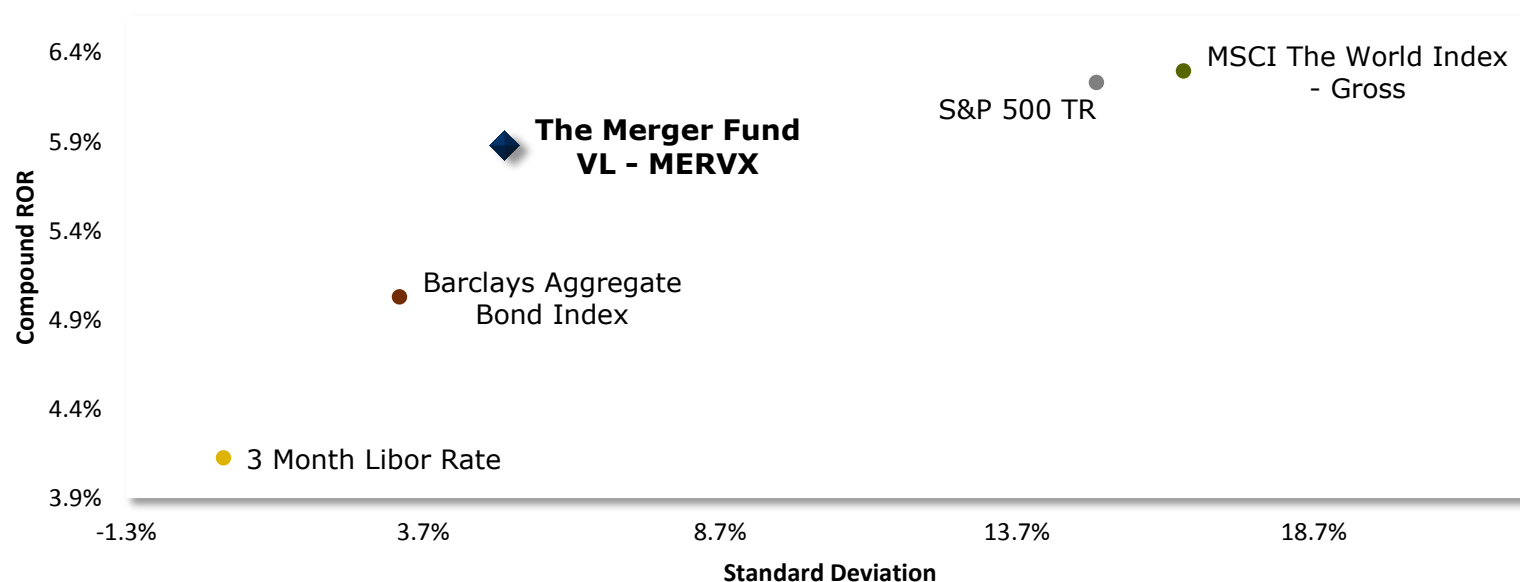 6.4%
MSCI The World Index
- Gross
S&P 500 TR
The Merger Fund
VL - MERVX
5.9%
5.4%
Compound ROR
Barclays Aggregate
Bond Index
4.9%
4.4%
3 Month Libor Rate
3.9%
-1.3% 3.7% 8.7% 13.7% 18.7%
Standard Deviation